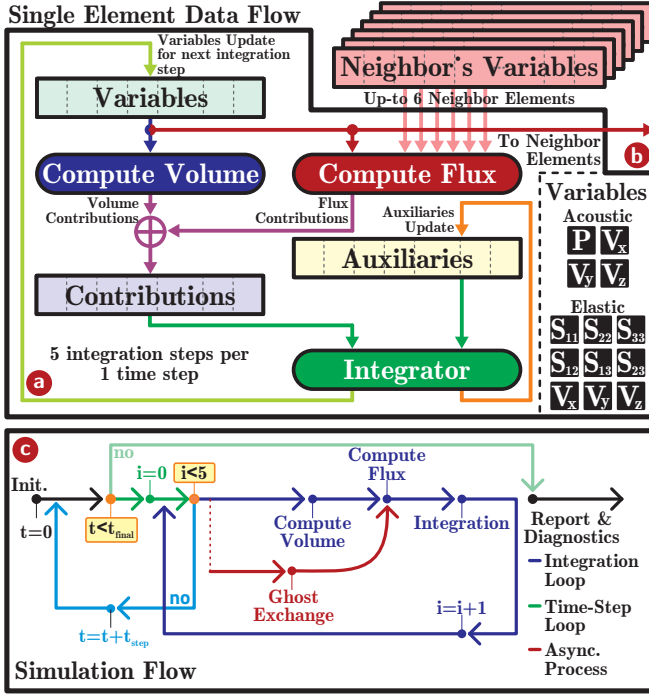 Single Element Data Flow
Variables Update
for next integration
step
Variables
Neighbor's Variables
Up-to 6 Neighbor Elements
To Neighbor
Elements
b
Compute Volume
Compute Flux
Volume
Contributions
Flux
Contributions
Auxiliaries
Update
Contributions
Auxiliaries
5 integration steps per
1 time step
a
Integrator
Variables
Acoustic
P Vx
Vy Vz
Elastic
S11 S22 S33
S12 S13 S23
Vx Vy Vz
c
no
Init.
t=0
t<tfinal
i=0
i<5
Compute
Flux
Compute
Volume
Integration
Report &
Diagnostics
Ghost
Exchange
no
t=t+tstep
i=i+1
Integration
Loop
Time-Step
Loop
Async.
Process
Simulation Flow